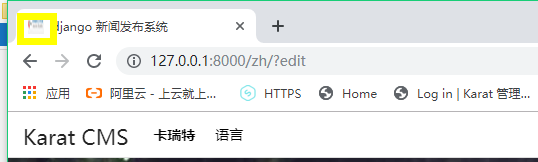 django 新闻发布系统
127.0.0.1:8000/zh/?edit
应用 阿里云 - 上云就上... HTTPS Home Log in | Karat 管理...
Karat CMS 卡瑞特 语言